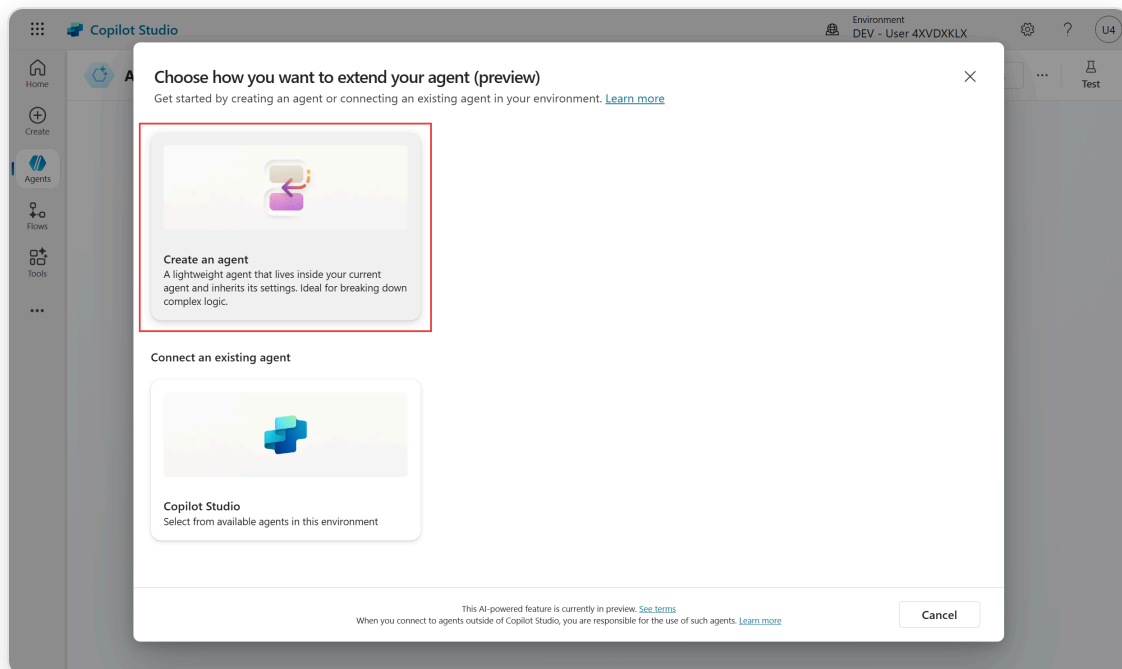 Copilot Studio
Environment
DEV - User 4XVDXKLX
U4
Home
A
Test
Create
Agents
Flows
Tools
Choose how you want to extend your agent (preview)
Get started by creating an agent or connecting an existing agent in your environment. Learn more
Create an agent
A lightweight agent that lives inside your current
agent and inherits its settings. Ideal for breaking down
complex logic.
Connect an existing agent
Copilot Studio
Select from available agents in this environment
This AI-powered feature is currently in preview. See terms
When you connect to agents outside of Copilot Studio, you are responsible for the use of such agents. Learn more
Cancel